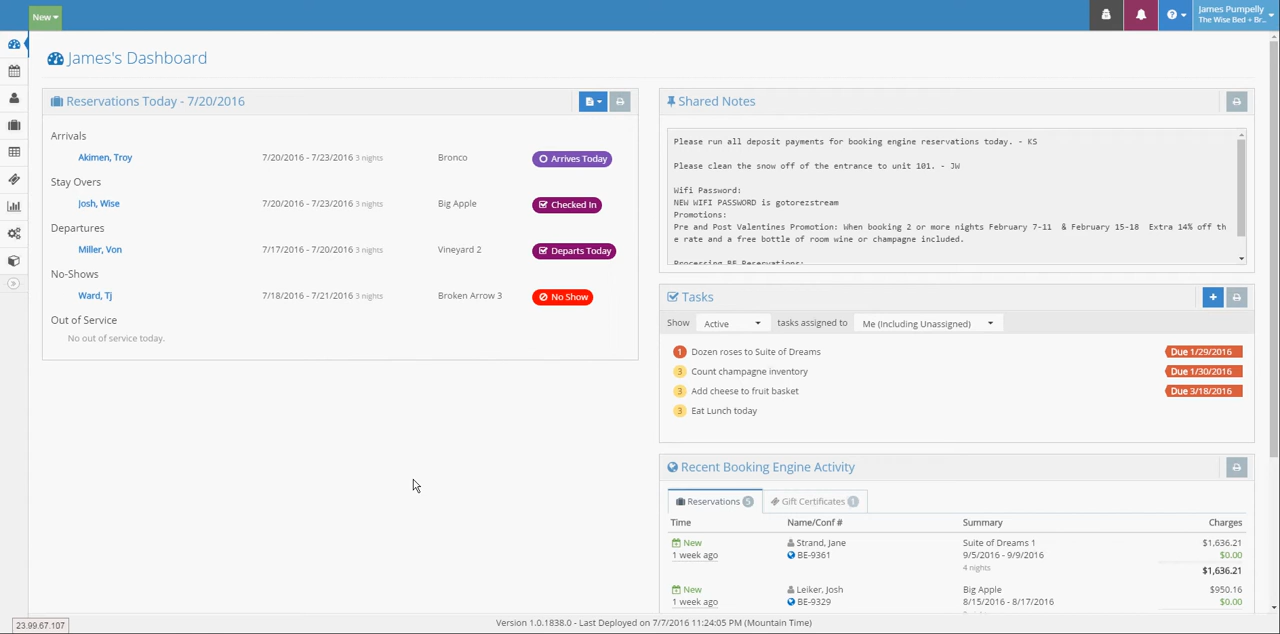 New
James Pumpelly
The Wise Bed + Br...
James's Dashboard
Reservations Today - 7/20/2016
Arrivals
Akimen, Troy 7/20/2016 - 7/23/2016 3 nights Bronco Arrives Today
Stay Overs
Josh, Wise 7/20/2016 - 7/23/2016 3 nights Big Apple Checked In
Departures
Miller, Von 7/17/2016 - 7/20/2016 3 nights Vineyard 2 Departs Today
No-Shows
Ward, Tj 7/18/2016 - 7/21/2016 3 nights Broken Arrow 3 No Show
Out of Service
No out of service today.
Shared Notes
Please run all deposit payments for booking engine reservations today. - KS
Please clean the snow off of the entrance to unit 101. - JW
Wifi Password:
NEW WIFI PASSWORD is gotorezstream
Promotions:
Pre and Post Valentines Promotion: When booking 2 or more nights February 7-11 & February 15-18 Extra 14% off th
e rate and a free bottle of room wine or champagne included.
Processing BE Reservations:
Tasks
Show Active tasks assigned to Me (Including Unassigned)
1 Dozen roses to Suite of Dreams Due 1/29/2016
3 Count champagne inventory Due 1/30/2016
3 Add cheese to fruit basket Due 3/18/2016
3 Eat Lunch today
Recent Booking Engine Activity
Reservations 5 Gift Certificates 1
Time Name/Conf # Summary Charges
New Strand, Jane Suite of Dreams 1 $1,636.21
1 week ago BE-9361 9/5/2016 - 9/9/2016 $0.00
4 nights $1,636.21
New Leiker, Josh Big Apple $950.16
1 week ago BE-9329 8/15/2016 - 8/17/2016 $0.00
23.99.67.107
Version 1.0.1838.0 - Last Deployed on 7/7/2016 11:24:05 PM (Mountain Time)